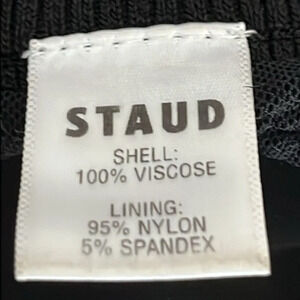 STAUD
SHELL:
100% VISCOSE
LINING:
95% NYLON
5% SPANDEX